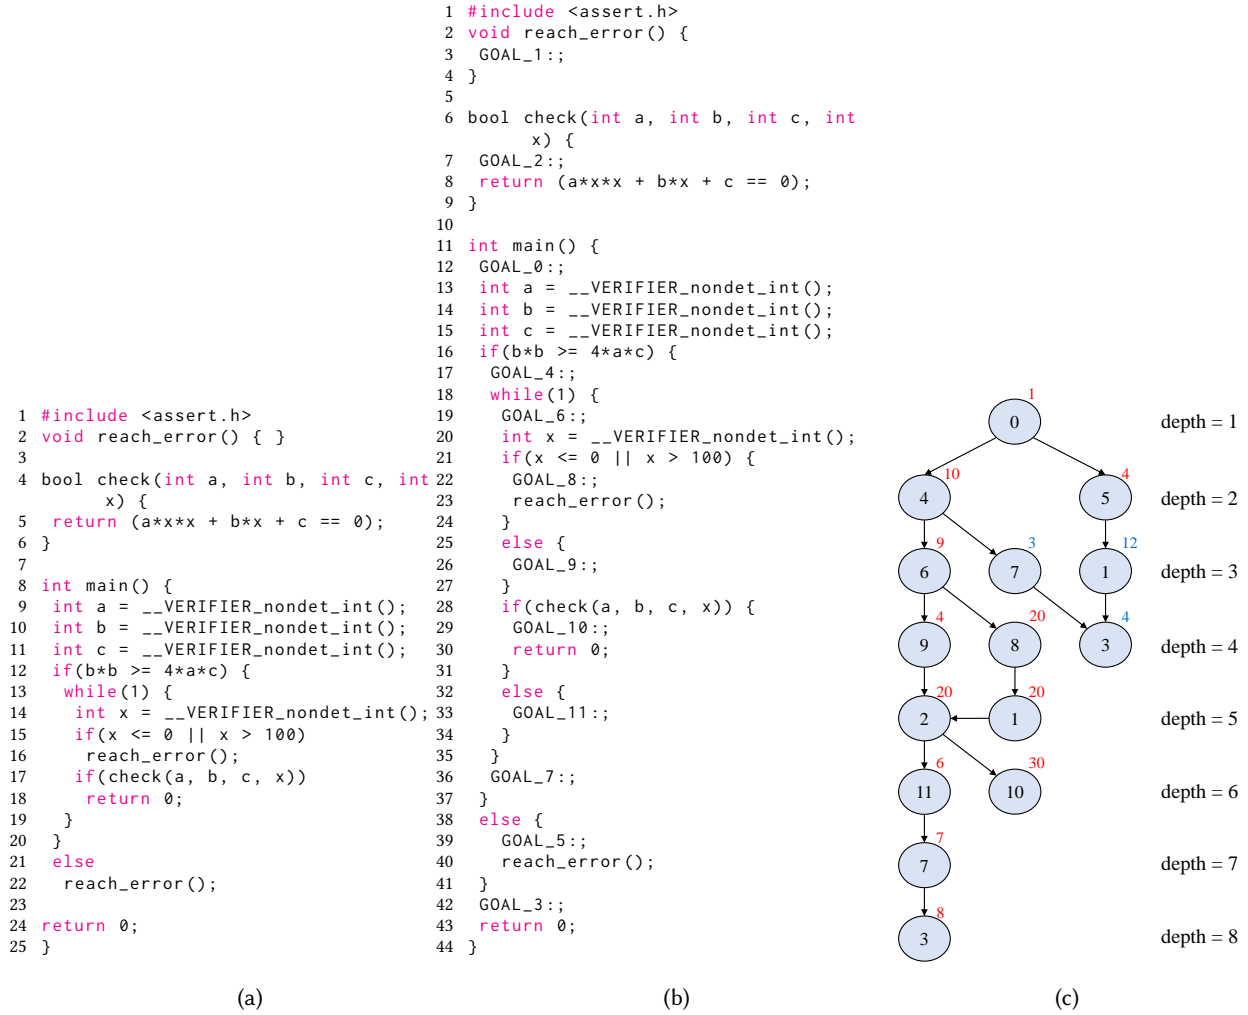 1 #include <assert.h>
2 void reach_error() { }
3
4 bool check(int a, int b, int c, int
x) {
5 return (a*x*x + b*x + c == 0);
6 }
7
8 int main() {
9 int a = __VERIFIER_nondet_int();
10 int b = __VERIFIER_nondet_int();
11 int c = __VERIFIER_nondet_int();
12 if(b*b >= 4*a*c) {
13 while(1) {
14 int x = __VERIFIER_nondet_int();
15 if(x <= 0 || x > 100)
16 reach_error();
17 if(check(a, b, c, x))
18 return 0;
19 }
20 }
21 else
22 reach_error();
23
24 return 0;
25 }
(a)
1 #include <assert.h>
2 void reach_error() {
3 GOAL_1:;
4 }
5
6 bool check(int a, int b, int c, int
x) {
7 GOAL_2:;
8 return (a*x*x + b*x + c == 0);
9 }
10
11 int main() {
12 GOAL_0:;
13 int a = __VERIFIER_nondet_int();
14 int b = __VERIFIER_nondet_int();
15 int c = __VERIFIER_nondet_int();
16 if(b*b >= 4*a*c) {
17 GOAL_4:;
18 while(1) {
19 GOAL_6:;
20 int x = __VERIFIER_nondet_int();
21 if(x <= 0 || x > 100) {
22 GOAL_8:;
23 reach_error();
24 }
25 else {
26 GOAL_9:;
27 }
28 if(check(a, b, c, x)) {
29 GOAL_10:;
30 return 0;
31 }
32 else {
33 GOAL_11:;
34 }
35 }
36 GOAL_7:;
37 }
38 else {
39 GOAL_5:;
40 reach_error();
41 }
42 GOAL_3:;
43 return 0;
44 }
(b)
1
0 depth = 1
10 4
4 5 depth = 2
9 3 12
6 7 1 depth = 3
4 20 4
9 8 3 depth = 4
20 20
2 1 depth = 5
6 30
11 10 depth = 6
7
7 depth = 7
8
3 depth = 8
(c)